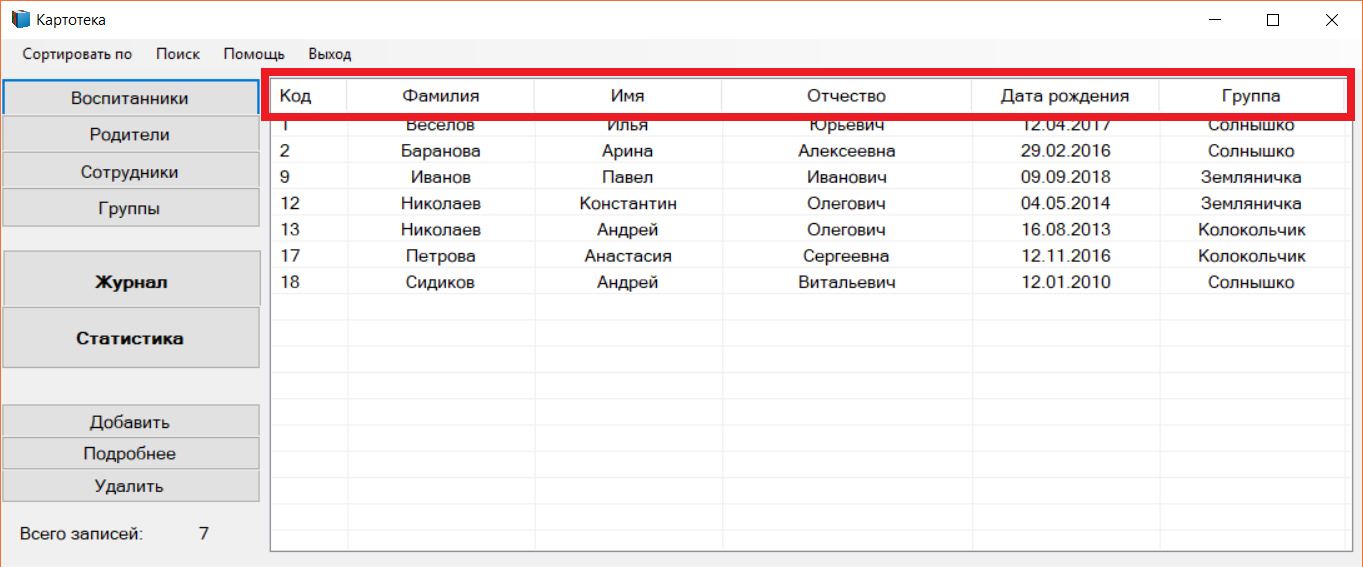 Картотека
Сортировать по Поиск Помощь Выход
Воспитанники
Родители
Сотрудники
Группы
Журнал
Статистика
Добавить
Подробнее
Удалить
Всего записей: 7
Код Фамилия Имя Отчество Дата рождения Группа
1 Веселов Илья Юрьевич 12.04.2017 Солнышко
2 Баранова Арина Алексеевна 29.02.2016 Солнышко
9 Иванов Павел Иванович 09.09.2018 Земляничка
12 Николаев Константин Олегович 04.05.2014 Земляничка
13 Николаев Андрей Олегович 16.08.2013 Колокольчик
17 Петрова Анастасия Сергеевна 12.11.2016 Колокольчик
18 Сидиков Андрей Витальевич 12.01.2010 Солнышко